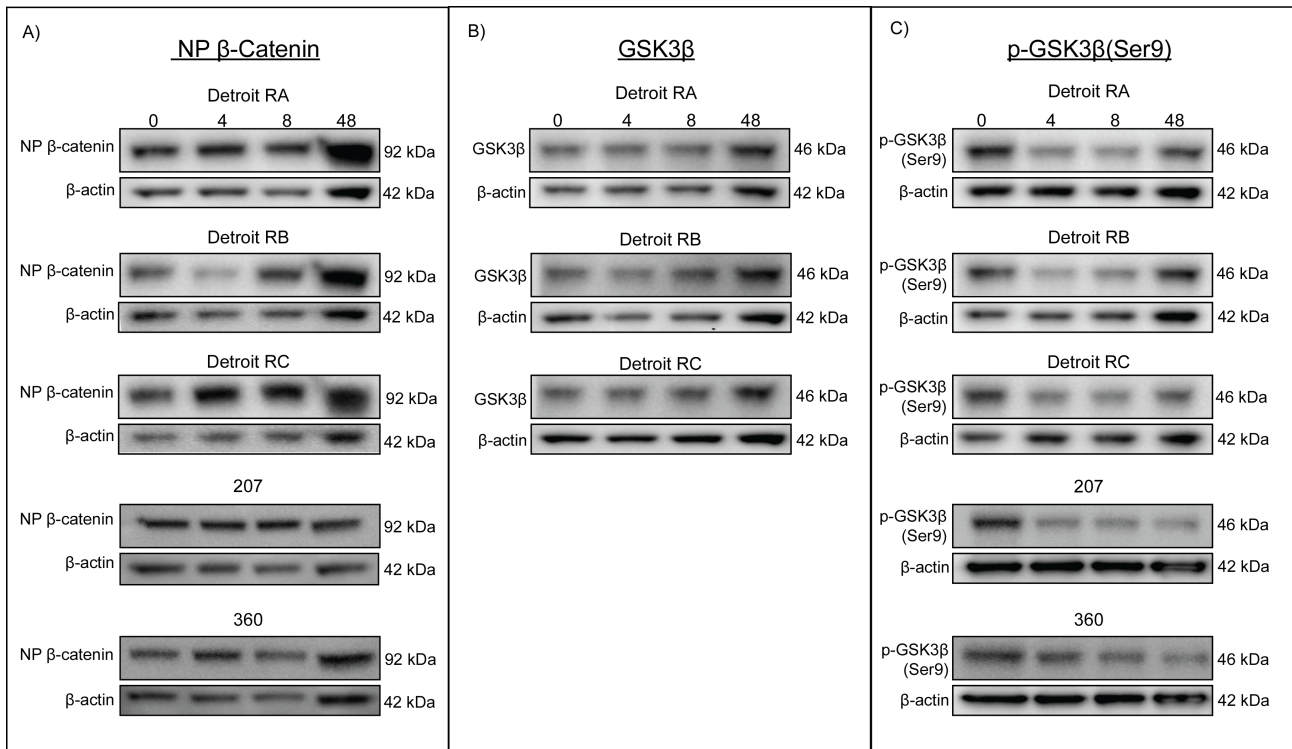 A)
NP β-Catenin
Detroit RA
0 4 8 48
NP β-catenin 92 kDa
β-actin 42 kDa
Detroit RB
NP β-catenin 92 kDa
β-actin 42 kDa
Detroit RC
NP β-catenin 92 kDa
β-actin 42 kDa
207
NP β-catenin 92 kDa
β-actin 42 kDa
360
NP β-catenin 92 kDa
β-actin 42 kDa
B)
GSK3β
Detroit RA
0 4 8 48
GSK3β 46 kDa
β-actin 42 kDa
Detroit RB
GSK3β 46 kDa
β-actin 42 kDa
Detroit RC
GSK3β 46 kDa
β-actin 42 kDa
C)
p-GSK3β(Ser9)
Detroit RA
0 4 8 48
p-GSK3β
(Ser9) 46 kDa
β-actin 42 kDa
Detroit RB
p-GSK3β
(Ser9) 46 kDa
β-actin 42 kDa
Detroit RC
p-GSK3β
(Ser9) 46 kDa
β-actin 42 kDa
207
p-GSK3β
(Ser9) 46 kDa
β-actin 42 kDa
360
p-GSK3β
(Ser9) 46 kDa
β-actin 42 kDa